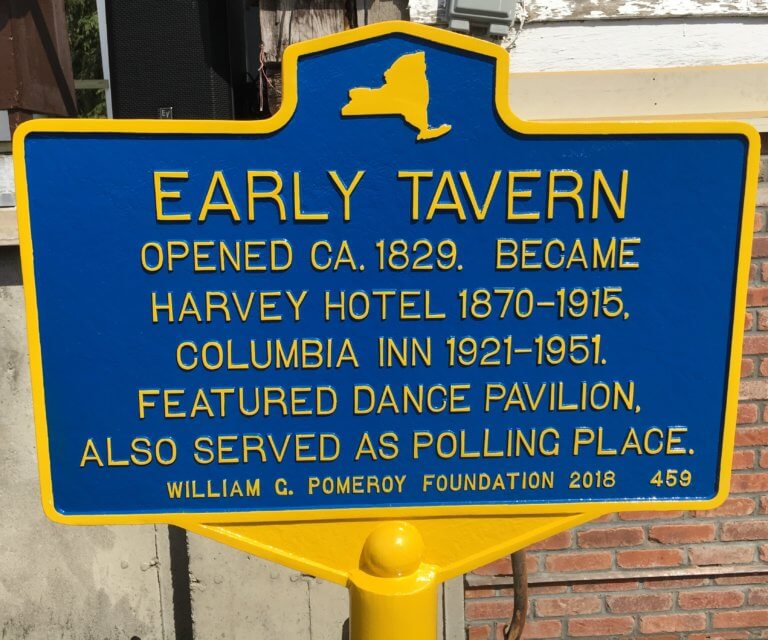 EARLY TAVERN
OPENED CA. 1829. BECAME
HARVEY HOTEL 1870-1915,
COLUMBIA INN 1921-1951.
FEATURED DANCE PAVILION,
ALSO SERVED AS POLLING PLACE.
WILLIAM G. POMEROY FOUNDATION 2018 459